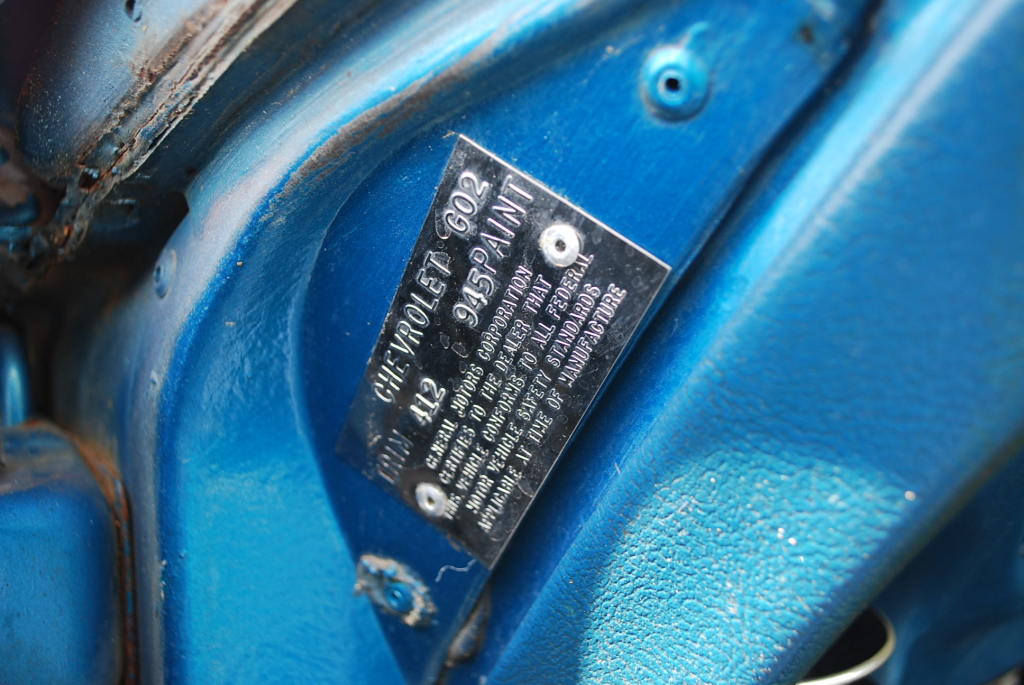 CHEVROLET G02
TRIM 412 945PAINT
GENERAL MOTORS CORPORATION
CERTIFIES TO THE DEALER THAT
THIS VEHICLE CONFORMS TO ALL FEDERAL
MOTOR VEHICLE SAFETY STANDARDS
APPLICABLE AT TIME OF MANUFACTURE